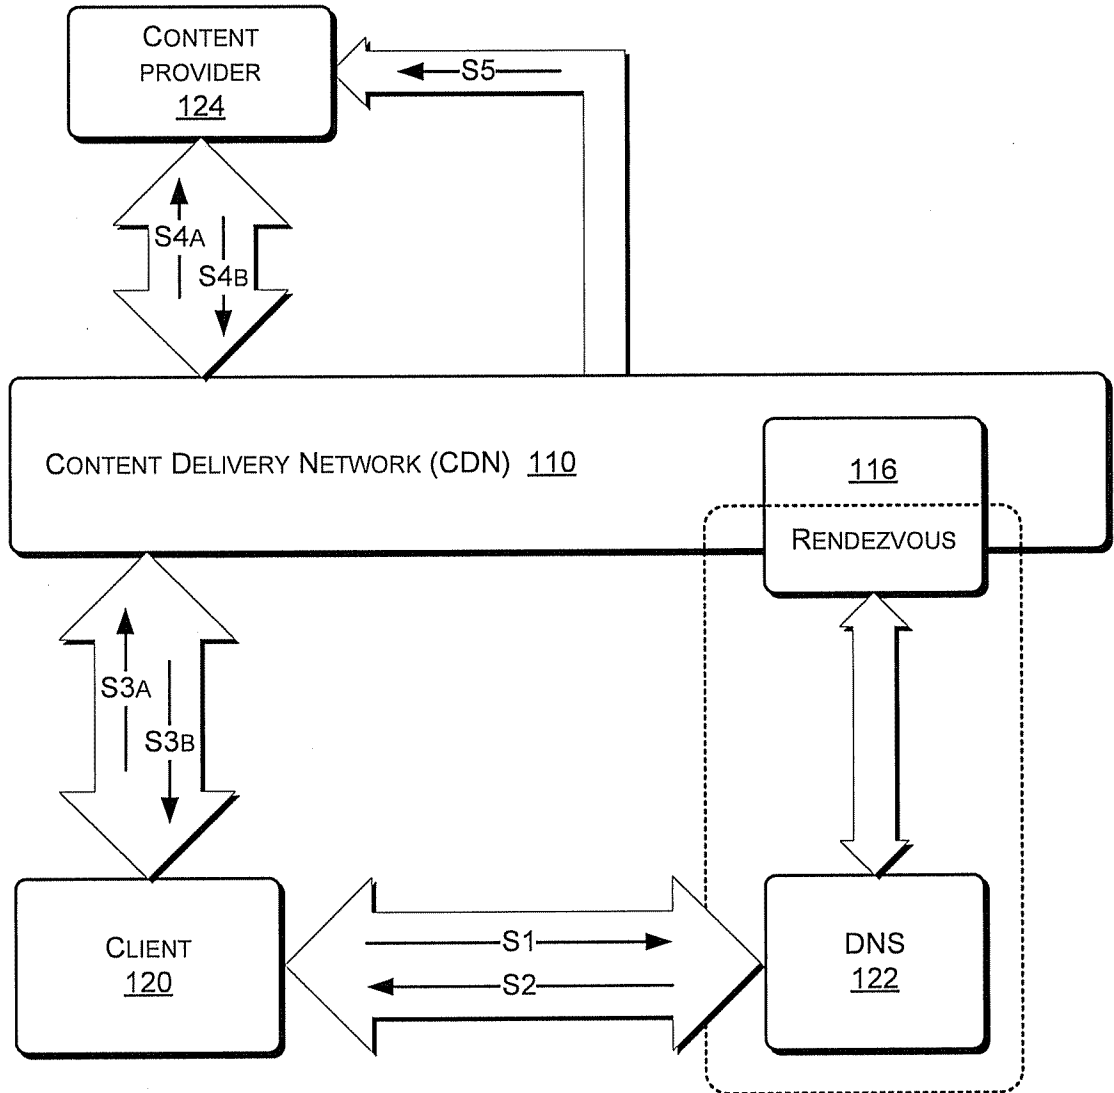 CONTENT
PROVIDER
124
S5
S4A
S4B
CONTENT DELIVERY NETWORK (CDN) 110
116
RENDEZVOUS
S3A
S3B
CLIENT
120
S1
S2
DNS
122